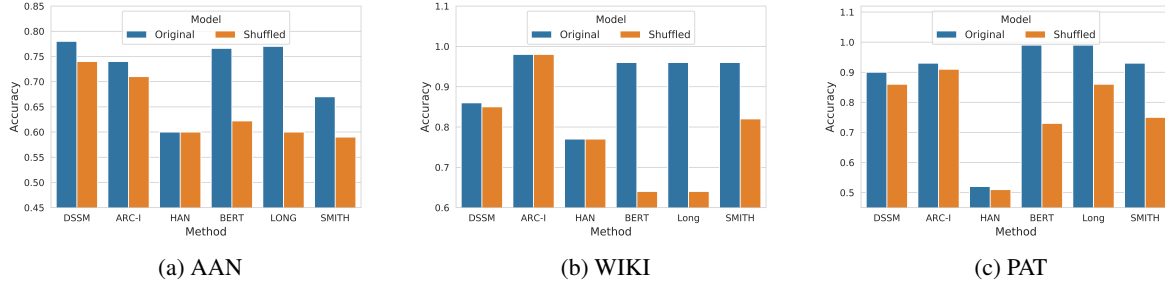 0.85
0.80
0.75
0.70
0.65
0.60
0.55
0.50
0.45
Accuracy
Model
Original Shuffled
DSSM ARC-I HAN BERT LONG SMITH
Method
(a) AAN
1.1
1.0
0.9
0.8
0.7
0.6
Accuracy
Model
Original Shuffled
DSSM ARC-I HAN BERT Long SMITH
Method
(b) WIKI
1.1
1.0
0.9
0.8
0.7
0.6
0.5
Accuracy
Model
Original Shuffled
DSSM ARC-I HAN BERT Long SMITH
Method
(c) PAT